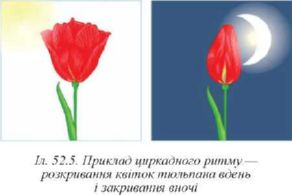 Іл. 52.5. Приклад циркадного ритму —
розкривання квіток тюльпана вдень
і закривання вночі